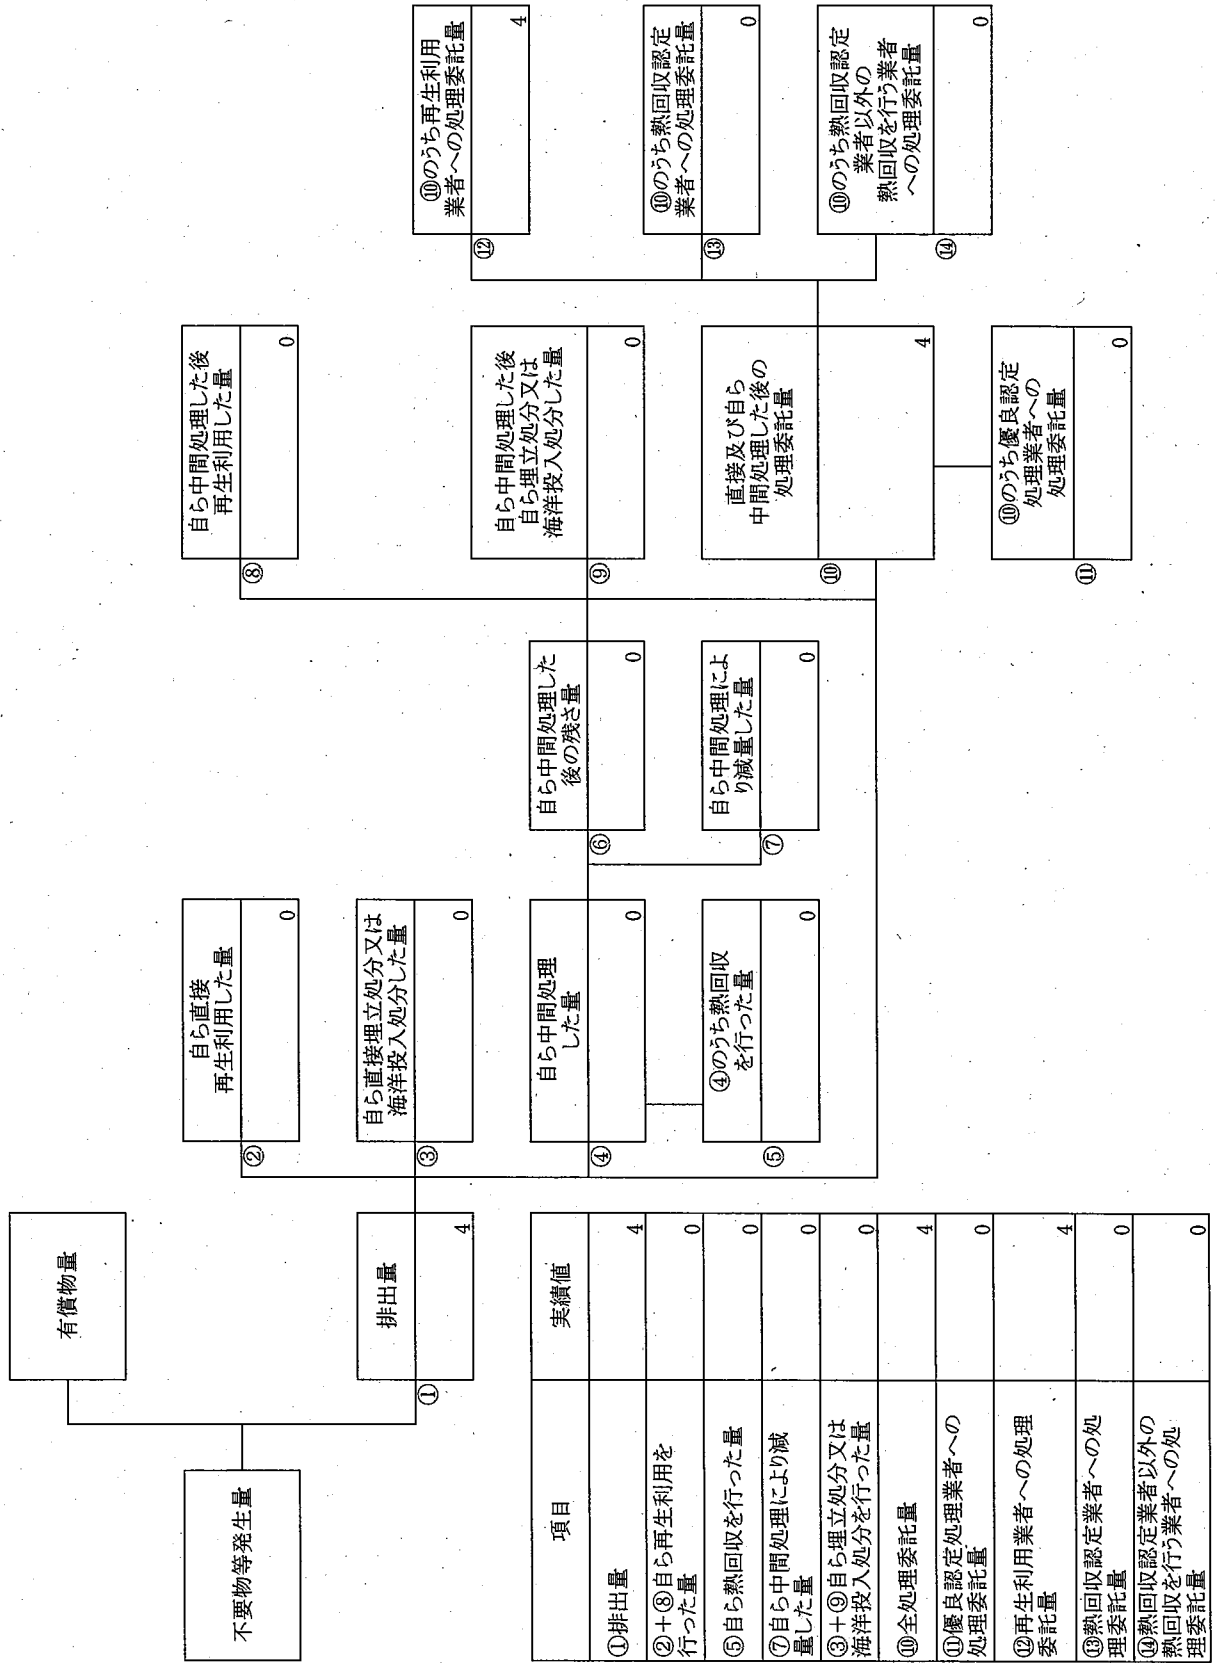 不要物等発生量
有償物量
①
排出量
4
②
自ら直接
再生利用した量
0
③
自ら直接埋立処分又は
海洋投入処分した量
0
④
自ら中間処理
した量
0
⑤
④のうち熱回収
を行った量
0
⑥
自ら中間処理した
後の残さ量
0
⑦
自ら中間処理によ
り減量した量
0
⑧
自ら中間処理した後
再生利用した量
0
⑨
自ら中間処理した後
自ら埋立処分又は
海洋投入処分した量
0
⑩
直接及び自ら
中間処理した後の
処理委託量
4
⑪
⑩のうち優良認定
処理業者への
処理委託量
0
⑫
⑩のうち再生利用
業者への処理委託量
4
⑬
⑩のうち熱回収認定
業者への処理委託量
0
⑭
⑩のうち熱回収認定
業者以外の
熱回収を行う業者
への処理委託量
0
項目 実績値
①排出量 4
②+⑧自ら再生利用を
行った量 0
⑤自ら熱回収を行った量 0
⑦自ら中間処理により減
量した量 0
③+⑨自ら埋立処分又は
海洋投入処分を行った量 0
⑩全処理委託量 4
⑪優良認定処理業者への
処理委託量 0
⑫再生利用業者への処理
委託量 4
⑬熱回収認定業者への処
理委託量 0
⑭熱回収認定業者以外の
熱回収を行う業者への処
理委託量 0